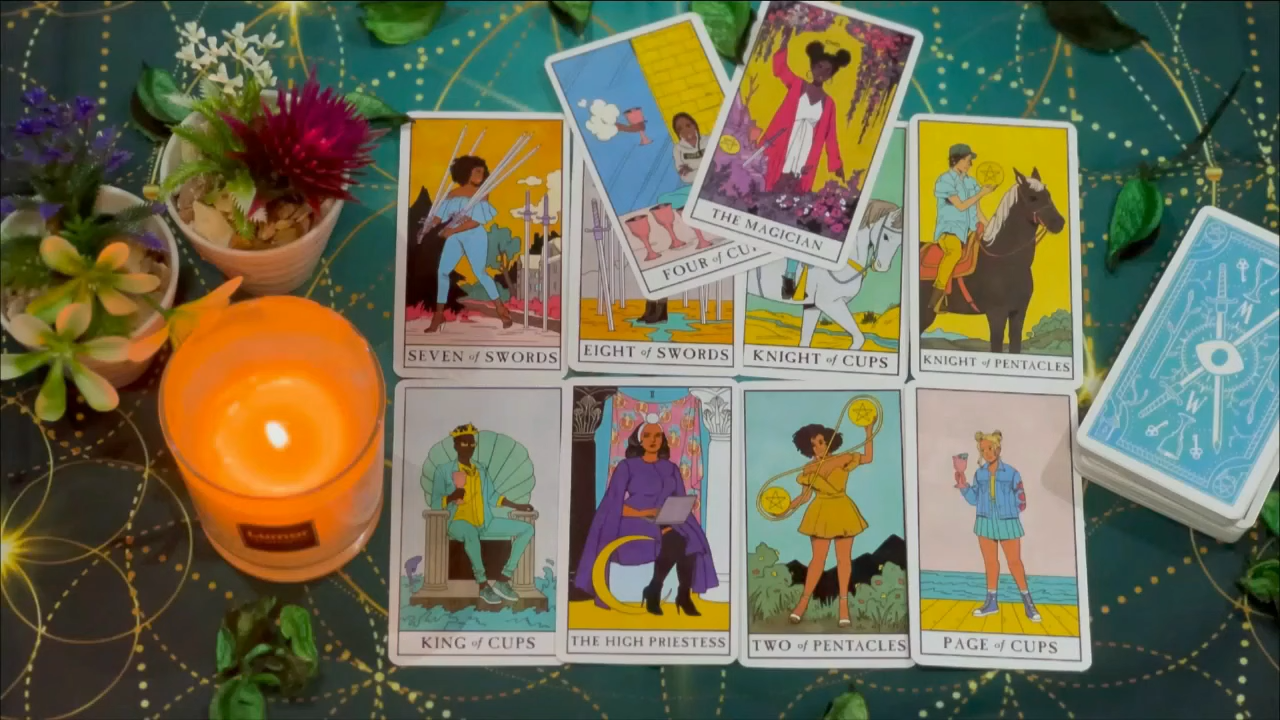 THE MAGICIAN
FOUR of CU
SEVEN of SWORDS
EIGHT of SWORDS
KNIGHT of CUPS
KNIGHT of PENTACLES
II
KING of CUPS
THE HIGH PRIESTESS
TWO of PENTACLES
PAGE of CUPS